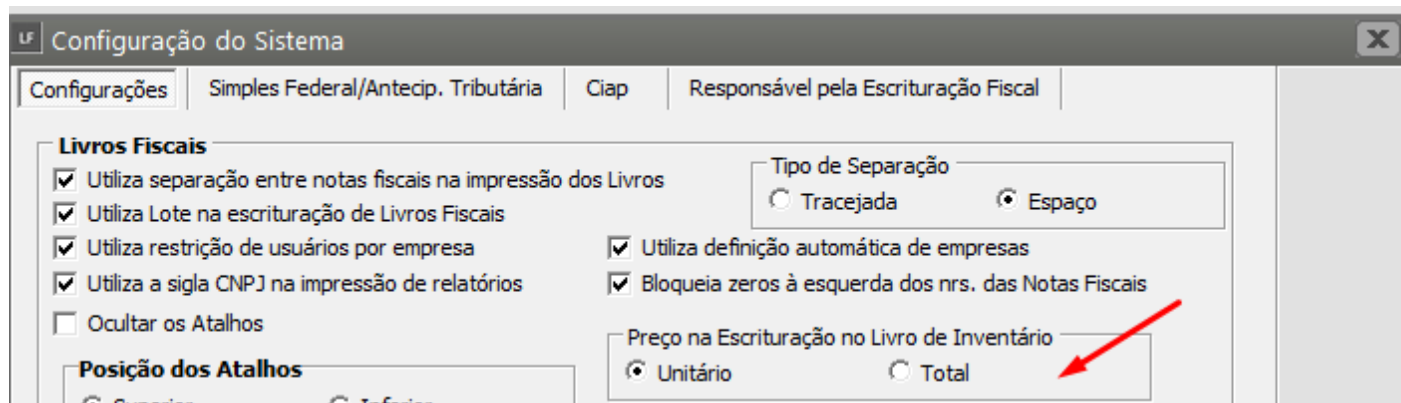 LF Configuração do Sistema
Configurações Simples Federal/Antecip. Tributária Ciap Responsável pela Escrituração Fiscal
Livros Fiscais
Utiliza separação entre notas fiscais na impressão dos Livros
Tipo de Separação
Tracejada Espaço
Utiliza Lote na escrituração de Livros Fiscais
Utiliza restrição de usuários por empresa Utiliza definição automática de empresas
Utiliza a sigla CNPJ na impressão de relatórios Bloqueia zeros à esquerda dos nrs. das Notas Fiscais
Ocultar os Atalhos
Preço na Escrituração no Livro de Inventário
Unitário Total
Posição dos Atalhos